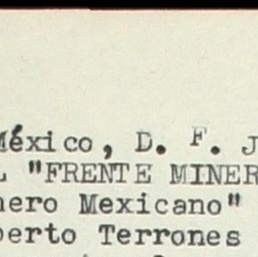 México, D. F. J
L "FRENTE MINER
nero Mexicano"
berto Terrones